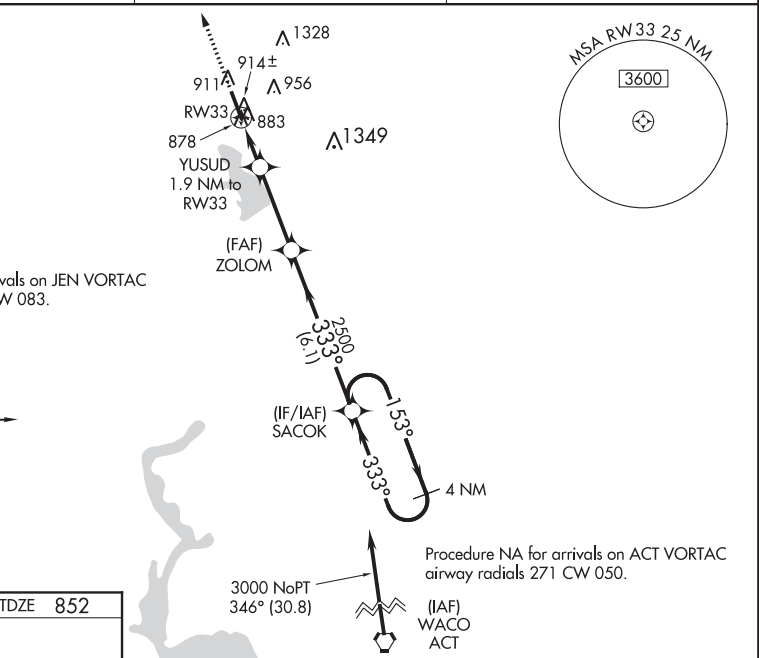 1328
914±
911
956
MSA RW33 25 NM
3600
RW33
883
878
1349
YUSUD
1.9 NM to
RW33
(FAF)
ZOLOM
vals on JEN VORTAC
W 083.
2500
333°
(6.1)
(IF/IAF)
SACOK
153°
333°
4 NM
Procedure NA for arrivals on ACT VORTAC
airway radials 271 CW 050.
3000 NoPT
346° (30.8)
(IAF)
WACO
ACT
TDZE 852